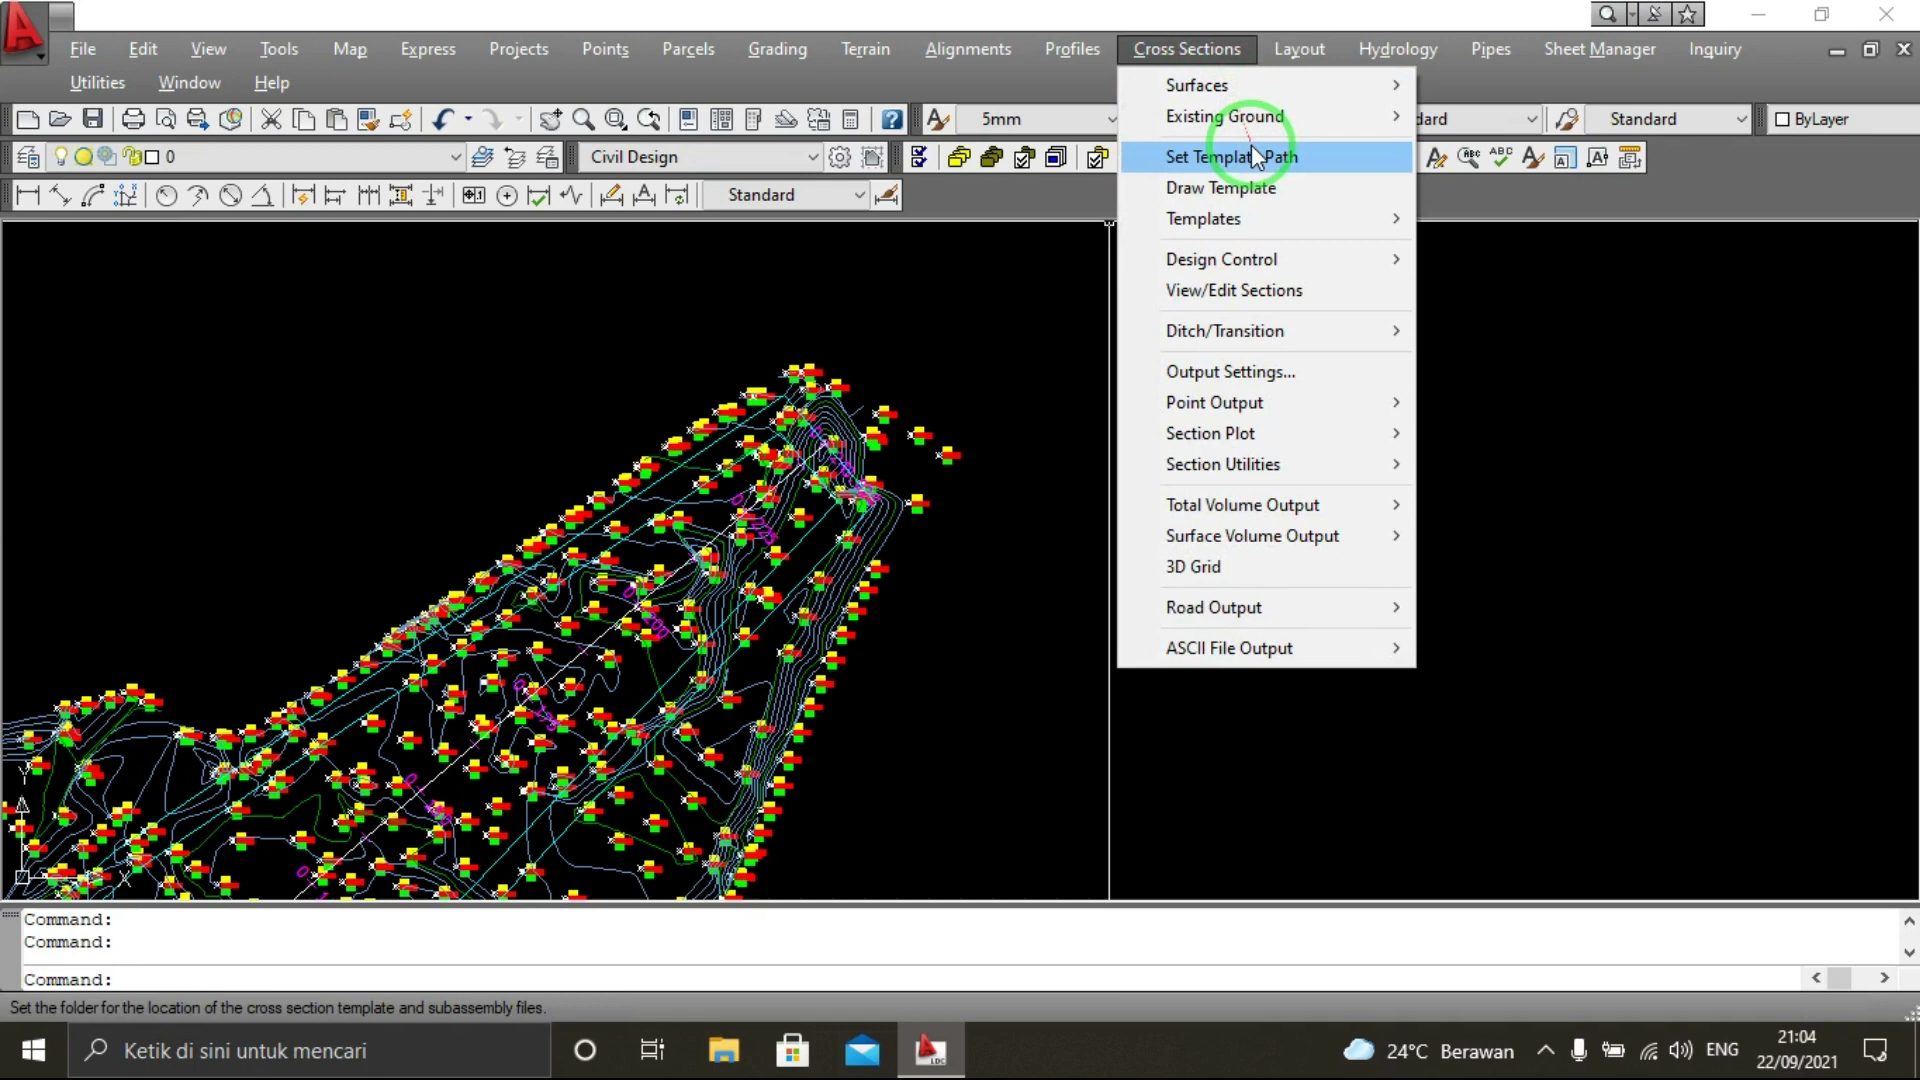 File Edit View Tools Map Express Projects Points Parcels Grading Terrain Alignments Profiles Cross Sections Layout Hydrology Pipes Sheet Manager Inquiry
Utilities Window Help
5mm
dard
Standard
ByLayer
0
Civil Design
Standard
Surfaces
Existing Ground
Set Template Path
Draw Template
Templates
Design Control
View/Edit Sections
Ditch/Transition
Output Settings...
Point Output
Section Plot
Section Utilities
Total Volume Output
Surface Volume Output
3D Grid
Road Output
ASCII File Output
Y
X
Command:
Command:
Command:
Set the folder for the location of the cross section template and subassembly files.
Ketik di sini untuk mencari
LDC
24°C Berawan
ENG
21:04
22/09/2021